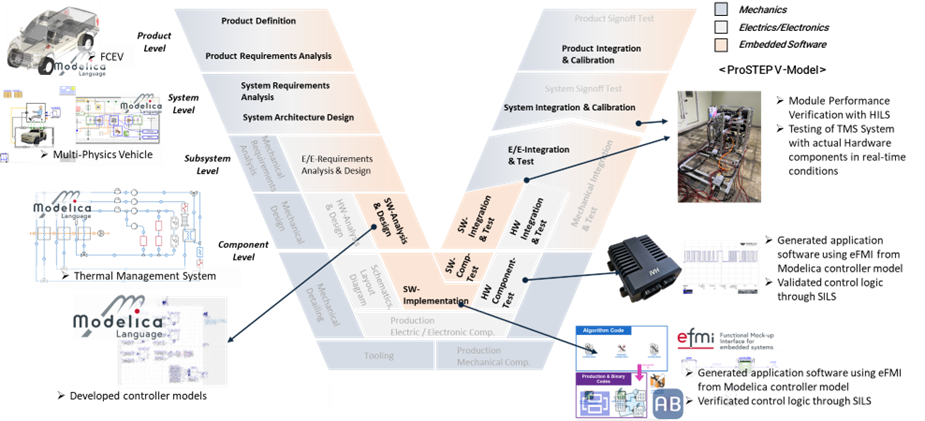 Product
Level
FCEV
Modelica
Language
System
Level
Modelica
Language
Multi-Physics Vehicle
Subsystem
Level
Modelica
Language
Thermal Management System
Component
Level
Modelica
Language
Developed controller models
Product Definition
Product Requirements Analysis
System Requirements
Analysis
System Architecture Design
Mechanical
Requirements
Analysis
E/E-Requirements
Analysis & Design
Mechanical
Design
HW-Analysis
& Design
SW-Analysis
& Design
Mechanical
Detailing
Schematics,
Layout
Diagram
SW-
Implementation
Production
Electric / Electronic Comp.
Tooling
Production
Mechanical Comp.
Product Signoff Test
Product Integration
& Calibration
System Signoff Test
System Integration & Calibration
E/E-Integration
& Test
Mechanical Integration
& Test
SW-
Integration
& Test
HW
Integration
& Test
SW-
Comp-
Test
HW
Component-
Test
Mechanics
Electrics/Electronics
Embedded Software
<ProSTEP V-Model>
Module Performance
Verification with HILS
Testing of TMS System
with actual Hardware
components in real-time
conditions
Generated application
software using eFMI from
Modelica controller model
Validated control logic
through SILS
Algorithm Code
Production & Binary
Codes
AB
efmi
Functional Mock-up
Interface for
embedded systems
Generated application software using eFMI
from Modelica controller model
Verificated control logic through SILS